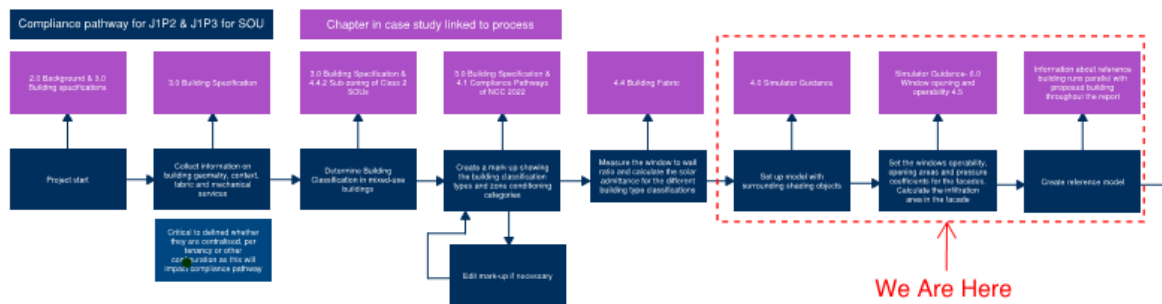 Compliance pathway for J1P2 & J1P3 for SOU
Chapter in case study linked to process
2.0 Background & 3.0
Building specifications
3.0 Building Specification
3.0 Building Specification &
4.4.2 Sub-zoning of Class 2
SOUs
3.0 Building Specification &
4.1 Compliance Pathways
of NCC 2022
4.4 Building Fabric
4.0 Simulator Guidance
Simulator Guidance- 6.0
Window opening and
operability 4.5
Information about reference
building runs parallel with
proposed building
throughout the report
Project start
Collect information on
building geometry, context,
fabric and mechanical
services
Determine Building
Classification in mixed-use
buildings
Create a mark-up showing
the building classification
types and zone conditioning
categories
Measure the window to wall
ratio and calculate the solar
admittance for the different
building type classifications
Set up model with
surrounding shading objects
Set the windows operability,
opening areas and pressure
coefficients for the facades.
Calculate the infiltration
area in the facade
Create reference model
Critical to defined whether
they are centralised, per
tenancy or other
configuration as this will
impact compliance pathway
Edit mark-up if necessary
We Are Here